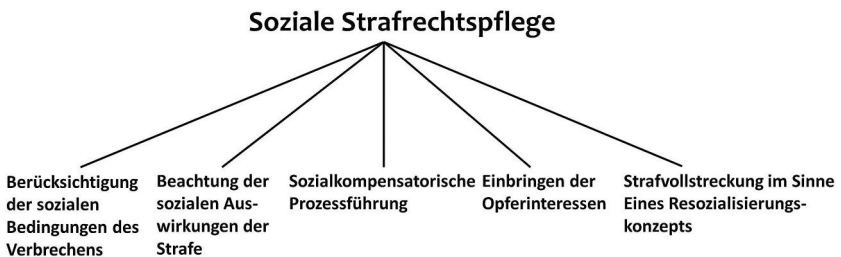 Soziale Strafrechtspflege
Berücksichtigung
der sozialen
Bedingungen des
Verbrechens
Beachtung der
sozialen Aus-
wirkungen der
Strafe
Sozialkompensatorische
Prozessführung
Einbringen der
Opferinteressen
Strafvollstreckung im Sinne
Eines Resozialisierungs-
konzepts